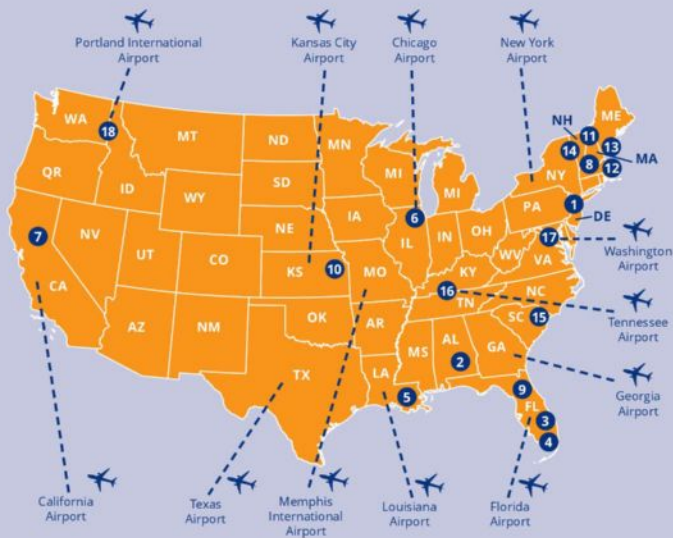 Portland International
Airport
Kansas City
Airport
Chicago
Airport
New York
Airport
WA
18
MT
ND
MN
ME
NH
11
13
14
8
MA
12
QR
ID
SD
MI
MI
NY
WY
6
PA
1
DE
7
NV
NE
IA
IL
IN
OH
17
UT
CO
WV
VA
Washington
Airport
CA
KS
10
MO
KY
16
TN
NC
AZ
NM
OK
AR
SC
15
Tennessee
Airport
MS
AL
GA
2
TX
LA
5
9
Georgia
Airport
FL
3
4
California
Airport
Texas
Airport
Memphis
International
Airport
Louisiana
Airport
Florida
Airport